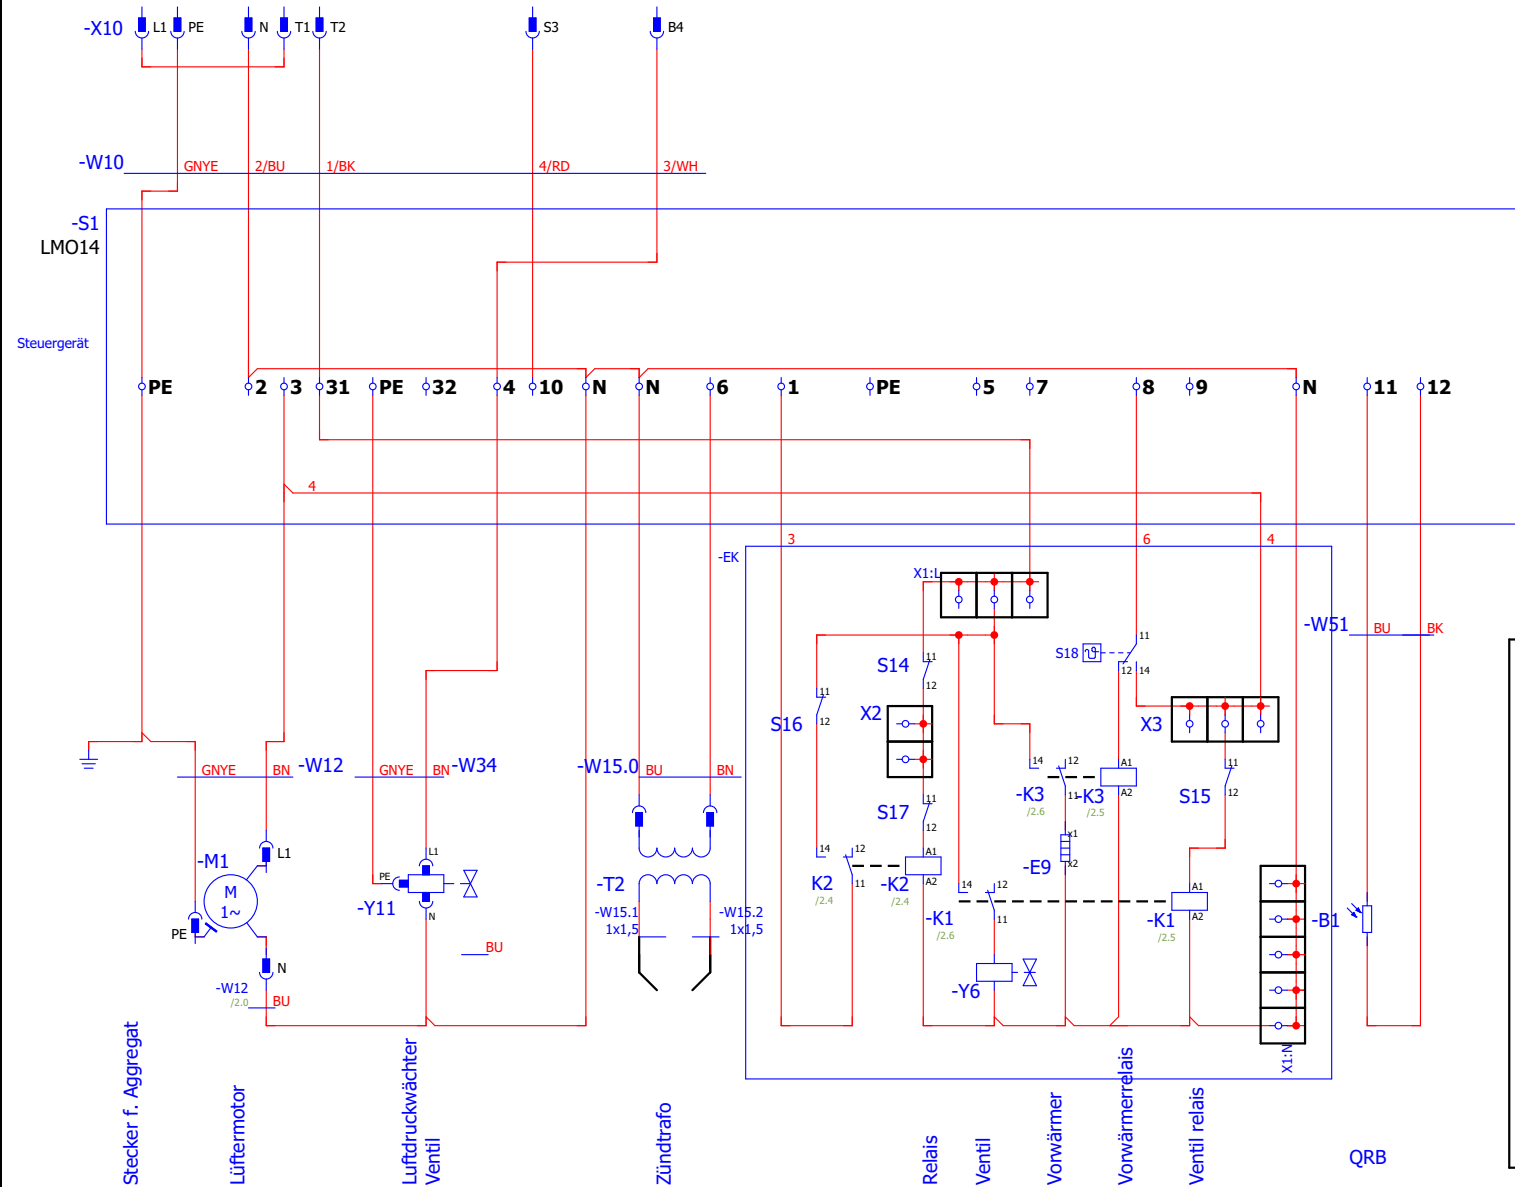 -X10 L1 PE N T1 T2 S3 B4
-W10 GNYE 2/BU 1/BK 4/RD 3/WH
-S1
LMO14
Steuergerät
PE 2 3 31 PE 32 4 10 N N 6 1 PE 5 7 8 9 N 11 12
4
3 6 4
-EK
X1:L
-W51 BU BK
11
S18
12 14
S14 11
12
11
S16 12
X2
X3
GNYE BN -W12 GNYE BN -W34 -W15.0 BU BN
14 12 A1
-K3 11 -K3 A2
/2.6 /2.5
11
S15 12
11
S17 12
x1
-E9 x2
-M1 L1
M
1~
PE
N
-W12
/2.0 BU
L1
PE
-Y11 N
BU
-T2
-W15.1
1x1,5
-W15.2
1x1,5
14 12 A1
K2 11 -K2 A2
/2.4 /2.4
14 12
-K1 11
/2.6
A1
-K1 A2
/2.5
-B1
-Y6
X1:N
Stecker f. Aggregat
Lüftermotor
Luftdruckwächter
Ventil
Zündtrafo
Relais
Ventil
Vorwärmer
Vorwärmerrelais
Ventil relais
QRB